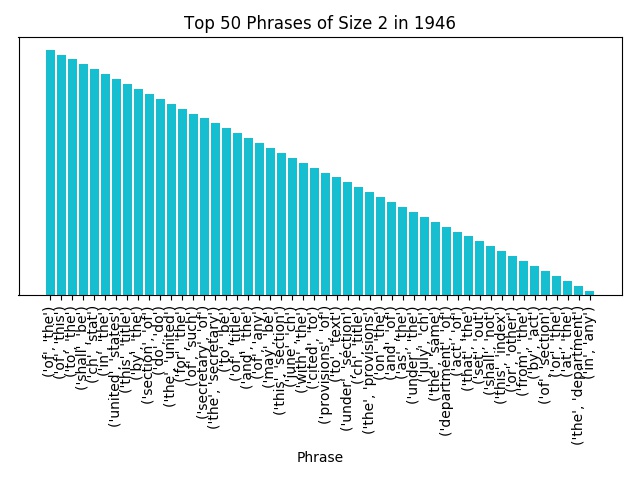 Top 50 Phrases of Size 2 in 1946
('of', 'the')
('of', 'this')
('to', 'the')
('shall', 'be')
('ch', 'stat')
('in', 'the')
('united', 'states')
('this', 'title')
('by', 'the')
('section', 'of')
('do', 'do')
('the', 'united')
('for', 'the')
('of', 'such')
('secretary', 'of')
('the', 'secretary')
('to', 'be')
('of', 'title')
('and', 'the')
('of', 'any')
('may', 'be')
('this', 'section')
('june', 'ch')
('with', 'the')
('cited', 'to')
('provisions', 'of')
('to', 'text')
('under', 'section')
('ch', 'title')
('the', 'provisions')
('on', 'the')
('and', 'of')
('as', 'the')
('under', 'the')
('july', 'ch')
('the', 'same')
('department', 'of')
('act', 'of')
('that', 'the')
('set', 'out')
('shall', 'not')
('this', 'index')
('or', 'other')
('from', 'the')
('by', 'act')
('of', 'section')
('or', 'the')
('at', 'the')
('the', 'department')
('in', 'any')
Phrase